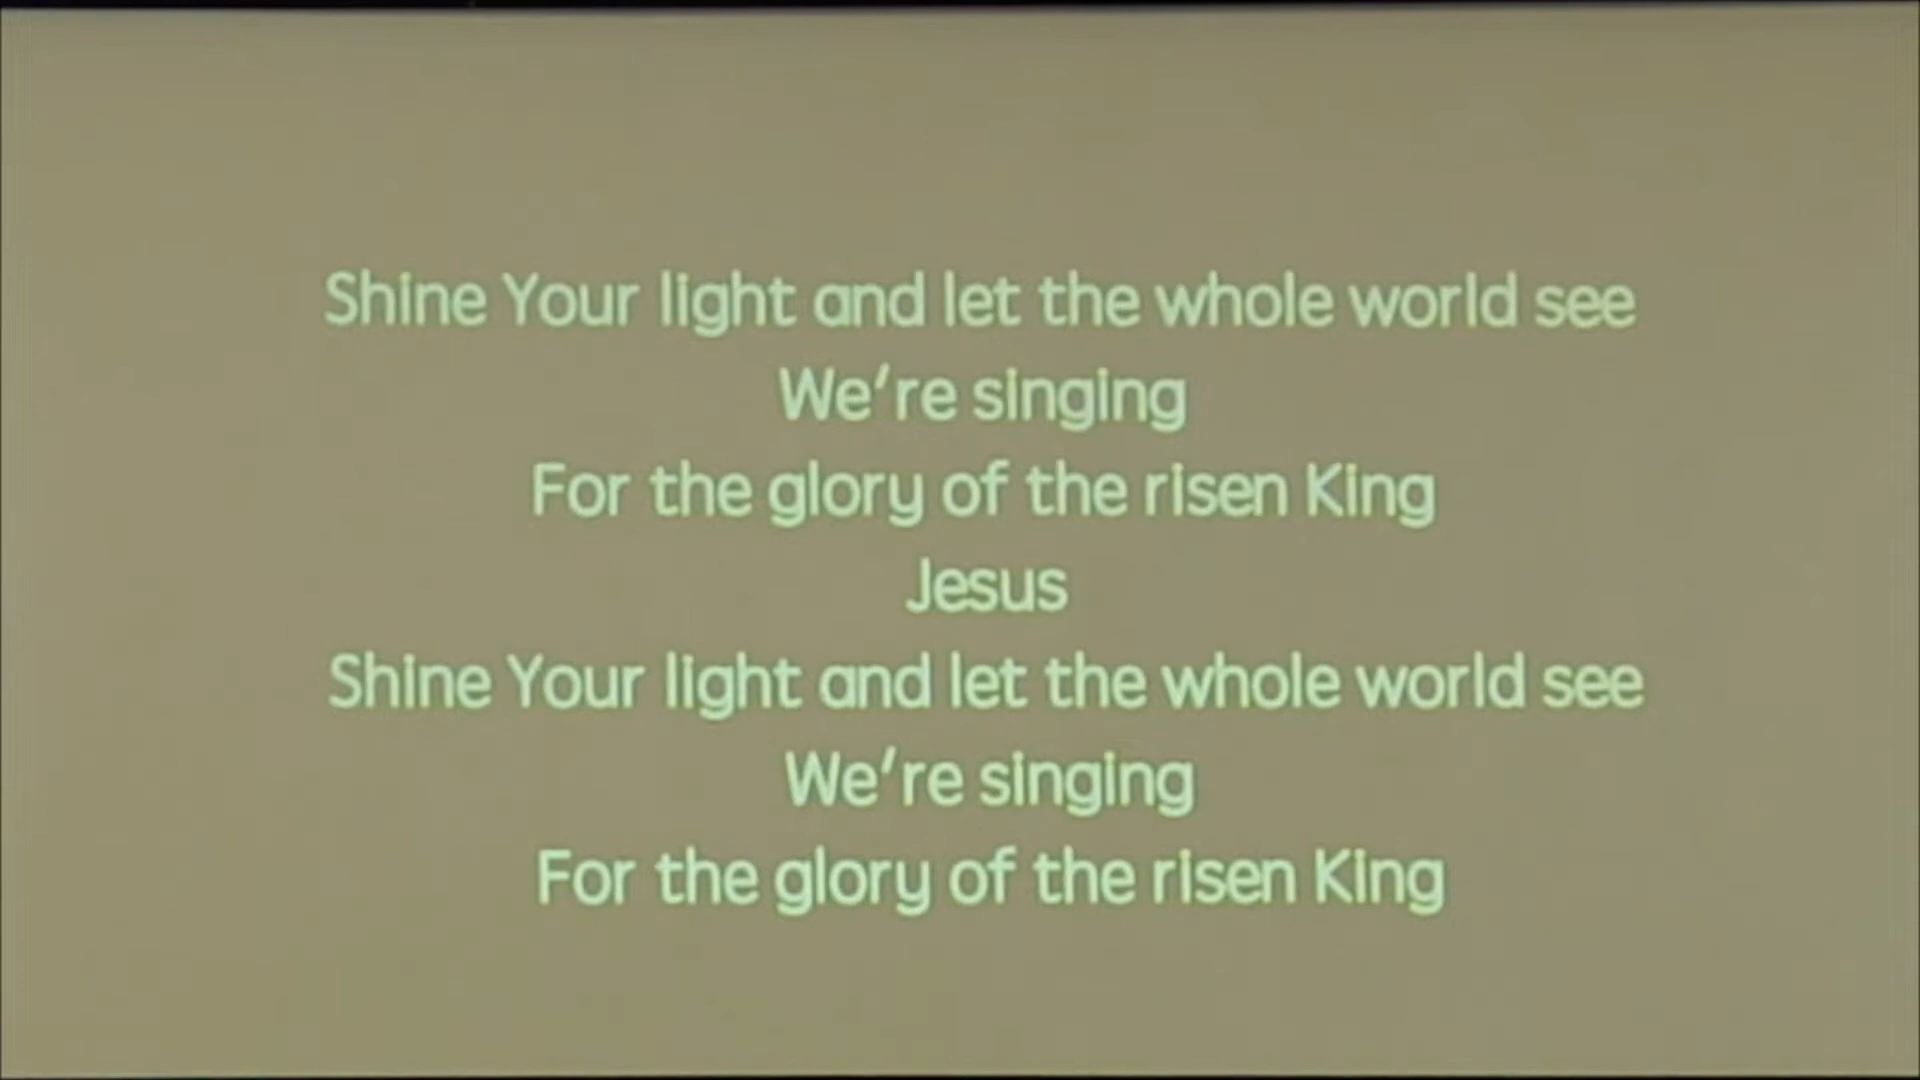 Shine Your light and let the whole world see
We're singing
For the glory of the risen King
Jesus
Shine Your light and let the whole world see
We're singing
For the glory of the risen King